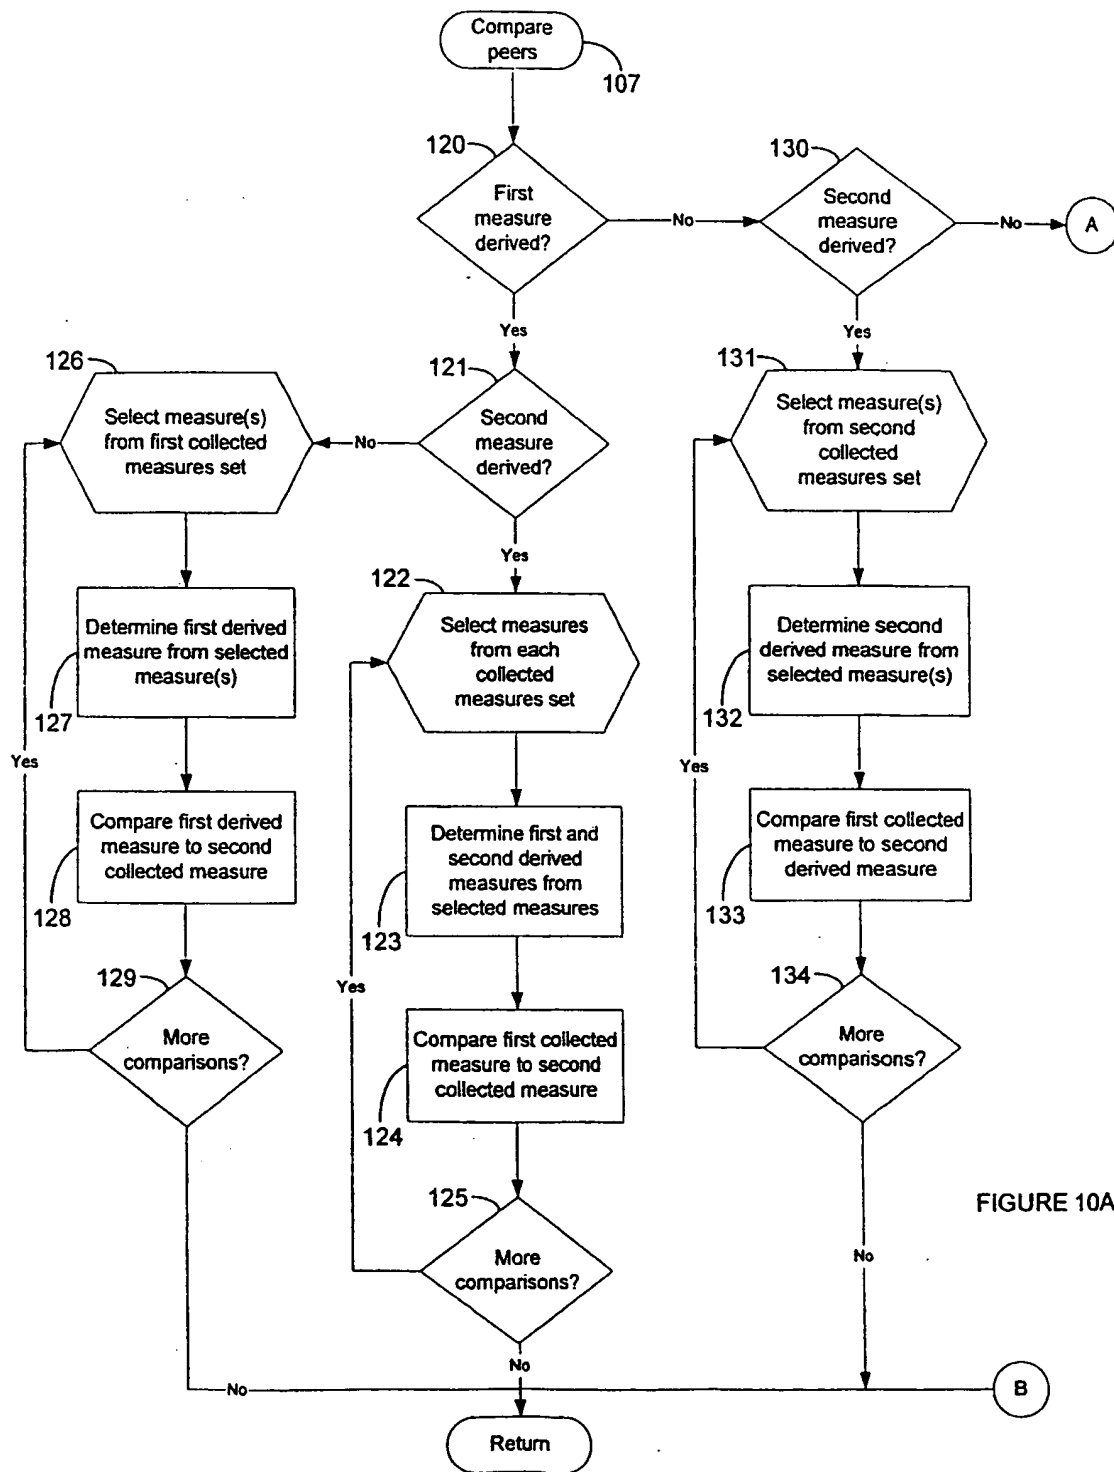 Compare
peers
107
120
First
measure
derived?
No
130
Second
measure
derived?
No
A
Yes
Yes
126
Select measure(s)
from first collected
measures set
No
121
Second
measure
derived?
131
Select measure(s)
from second
collected
measures set
Yes
122
Select measures
from each
collected
measures set
Determine first derived
measure from selected
measure(s)
127
Determine second
derived measure from
selected measure(s)
132
Yes
Yes
Compare first derived
measure to second
collected measure
128
Determine first and
second derived
measures from
selected measures
123
Compare first collected
measure to second
derived measure
133
129
More
comparisons?
Yes
134
More
comparisons?
Compare first collected
measure to second
collected measure
124
125
More
comparisons?
FIGURE 10A
No
No
No
B
Return